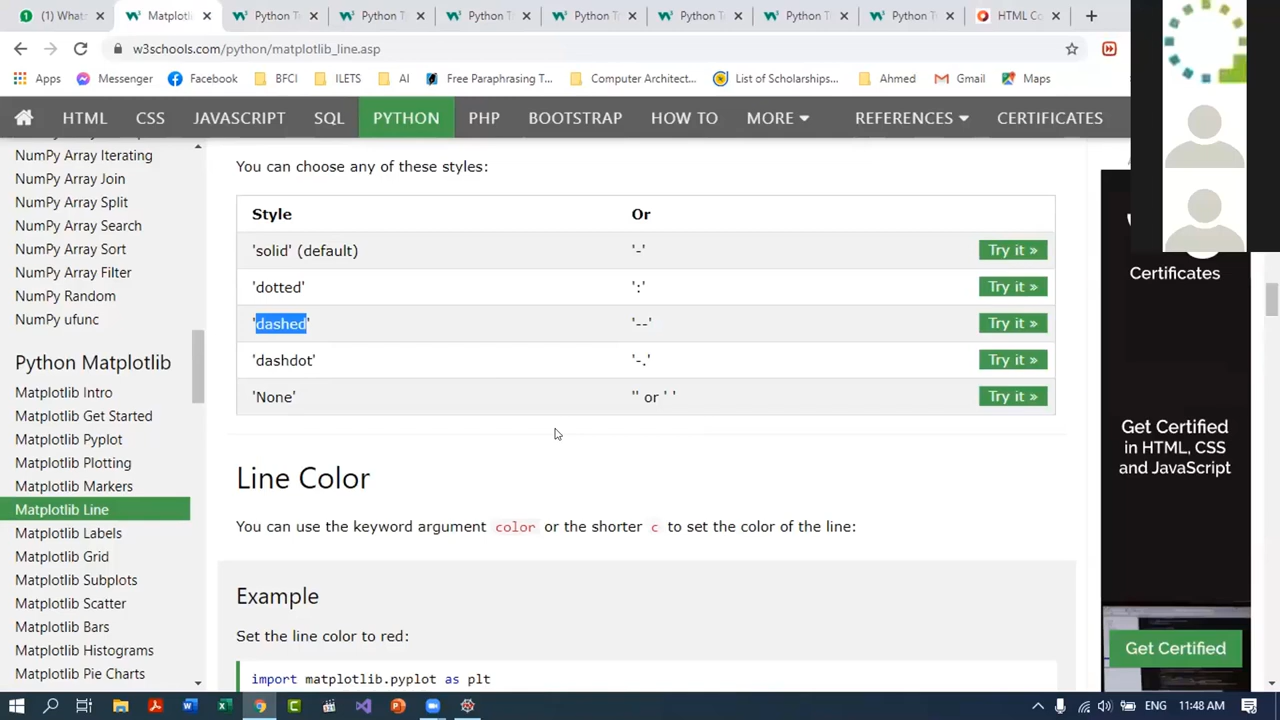 (1) Whats
Matplotlib
Python T
Python T
Python
Python T
Python T
Python T
Python T
HTML Co
w3schools.com/python/matplotlib_line.asp
Apps
Messenger
Facebook
BFCI
ILETS
AI
Free Paraphrasing T...
Computer Architect...
List of Scholarships...
Ahmed
Gmail
Maps
HTML
CSS
JAVASCRIPT
SQL
PYTHON
PHP
BOOTSTRAP
HOW TO
MORE
REFERENCES
CERTIFICATES
NumPy Array Iterating
NumPy Array Join
NumPy Array Split
NumPy Array Search
NumPy Array Sort
NumPy Array Filter
NumPy Random
NumPy ufunc
Python Matplotlib
Matplotlib Intro
Matplotlib Get Started
Matplotlib Pyplot
Matplotlib Plotting
Matplotlib Markers
Matplotlib Line
Matplotlib Labels
Matplotlib Grid
Matplotlib Subplots
Matplotlib Scatter
Matplotlib Bars
Matplotlib Histograms
Matplotlib Pie Charts
You can choose any of these styles:
Style Or
'solid' (default) '-' Try it »
'dotted' ':' Try it »
'dashed' '--' Try it »
'dashdot' '-.' Try it »
'None' '' or ' ' Try it »
Line Color
You can use the keyword argument color or the shorter c to set the color of the line:
Example
Set the line color to red:
import matplotlib.pyplot as plt
Certificates
Get Certified
in HTML, CSS
and JavaScript
Get Certified
ENG
11:48 AM